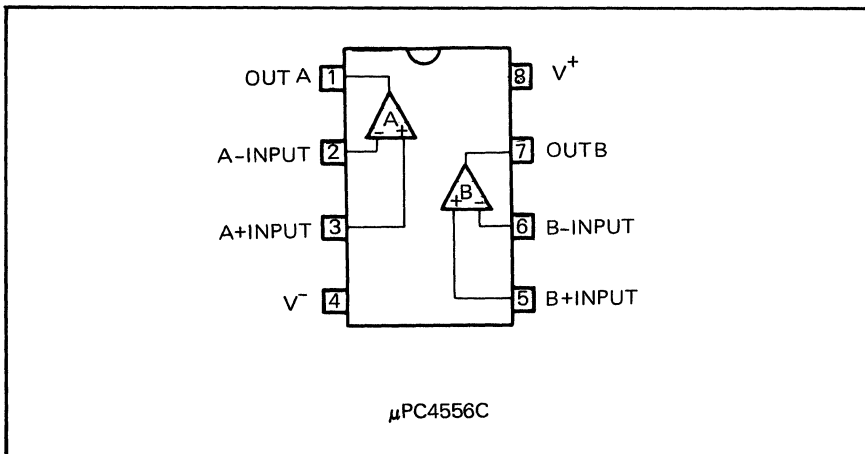 OUT A 1 8 V⁺
A
- +
A-INPUT 2 7 OUT B
B
+ -
A+INPUT 3 6 B-INPUT
V⁻ 4 5 B+INPUT
μPC4556C